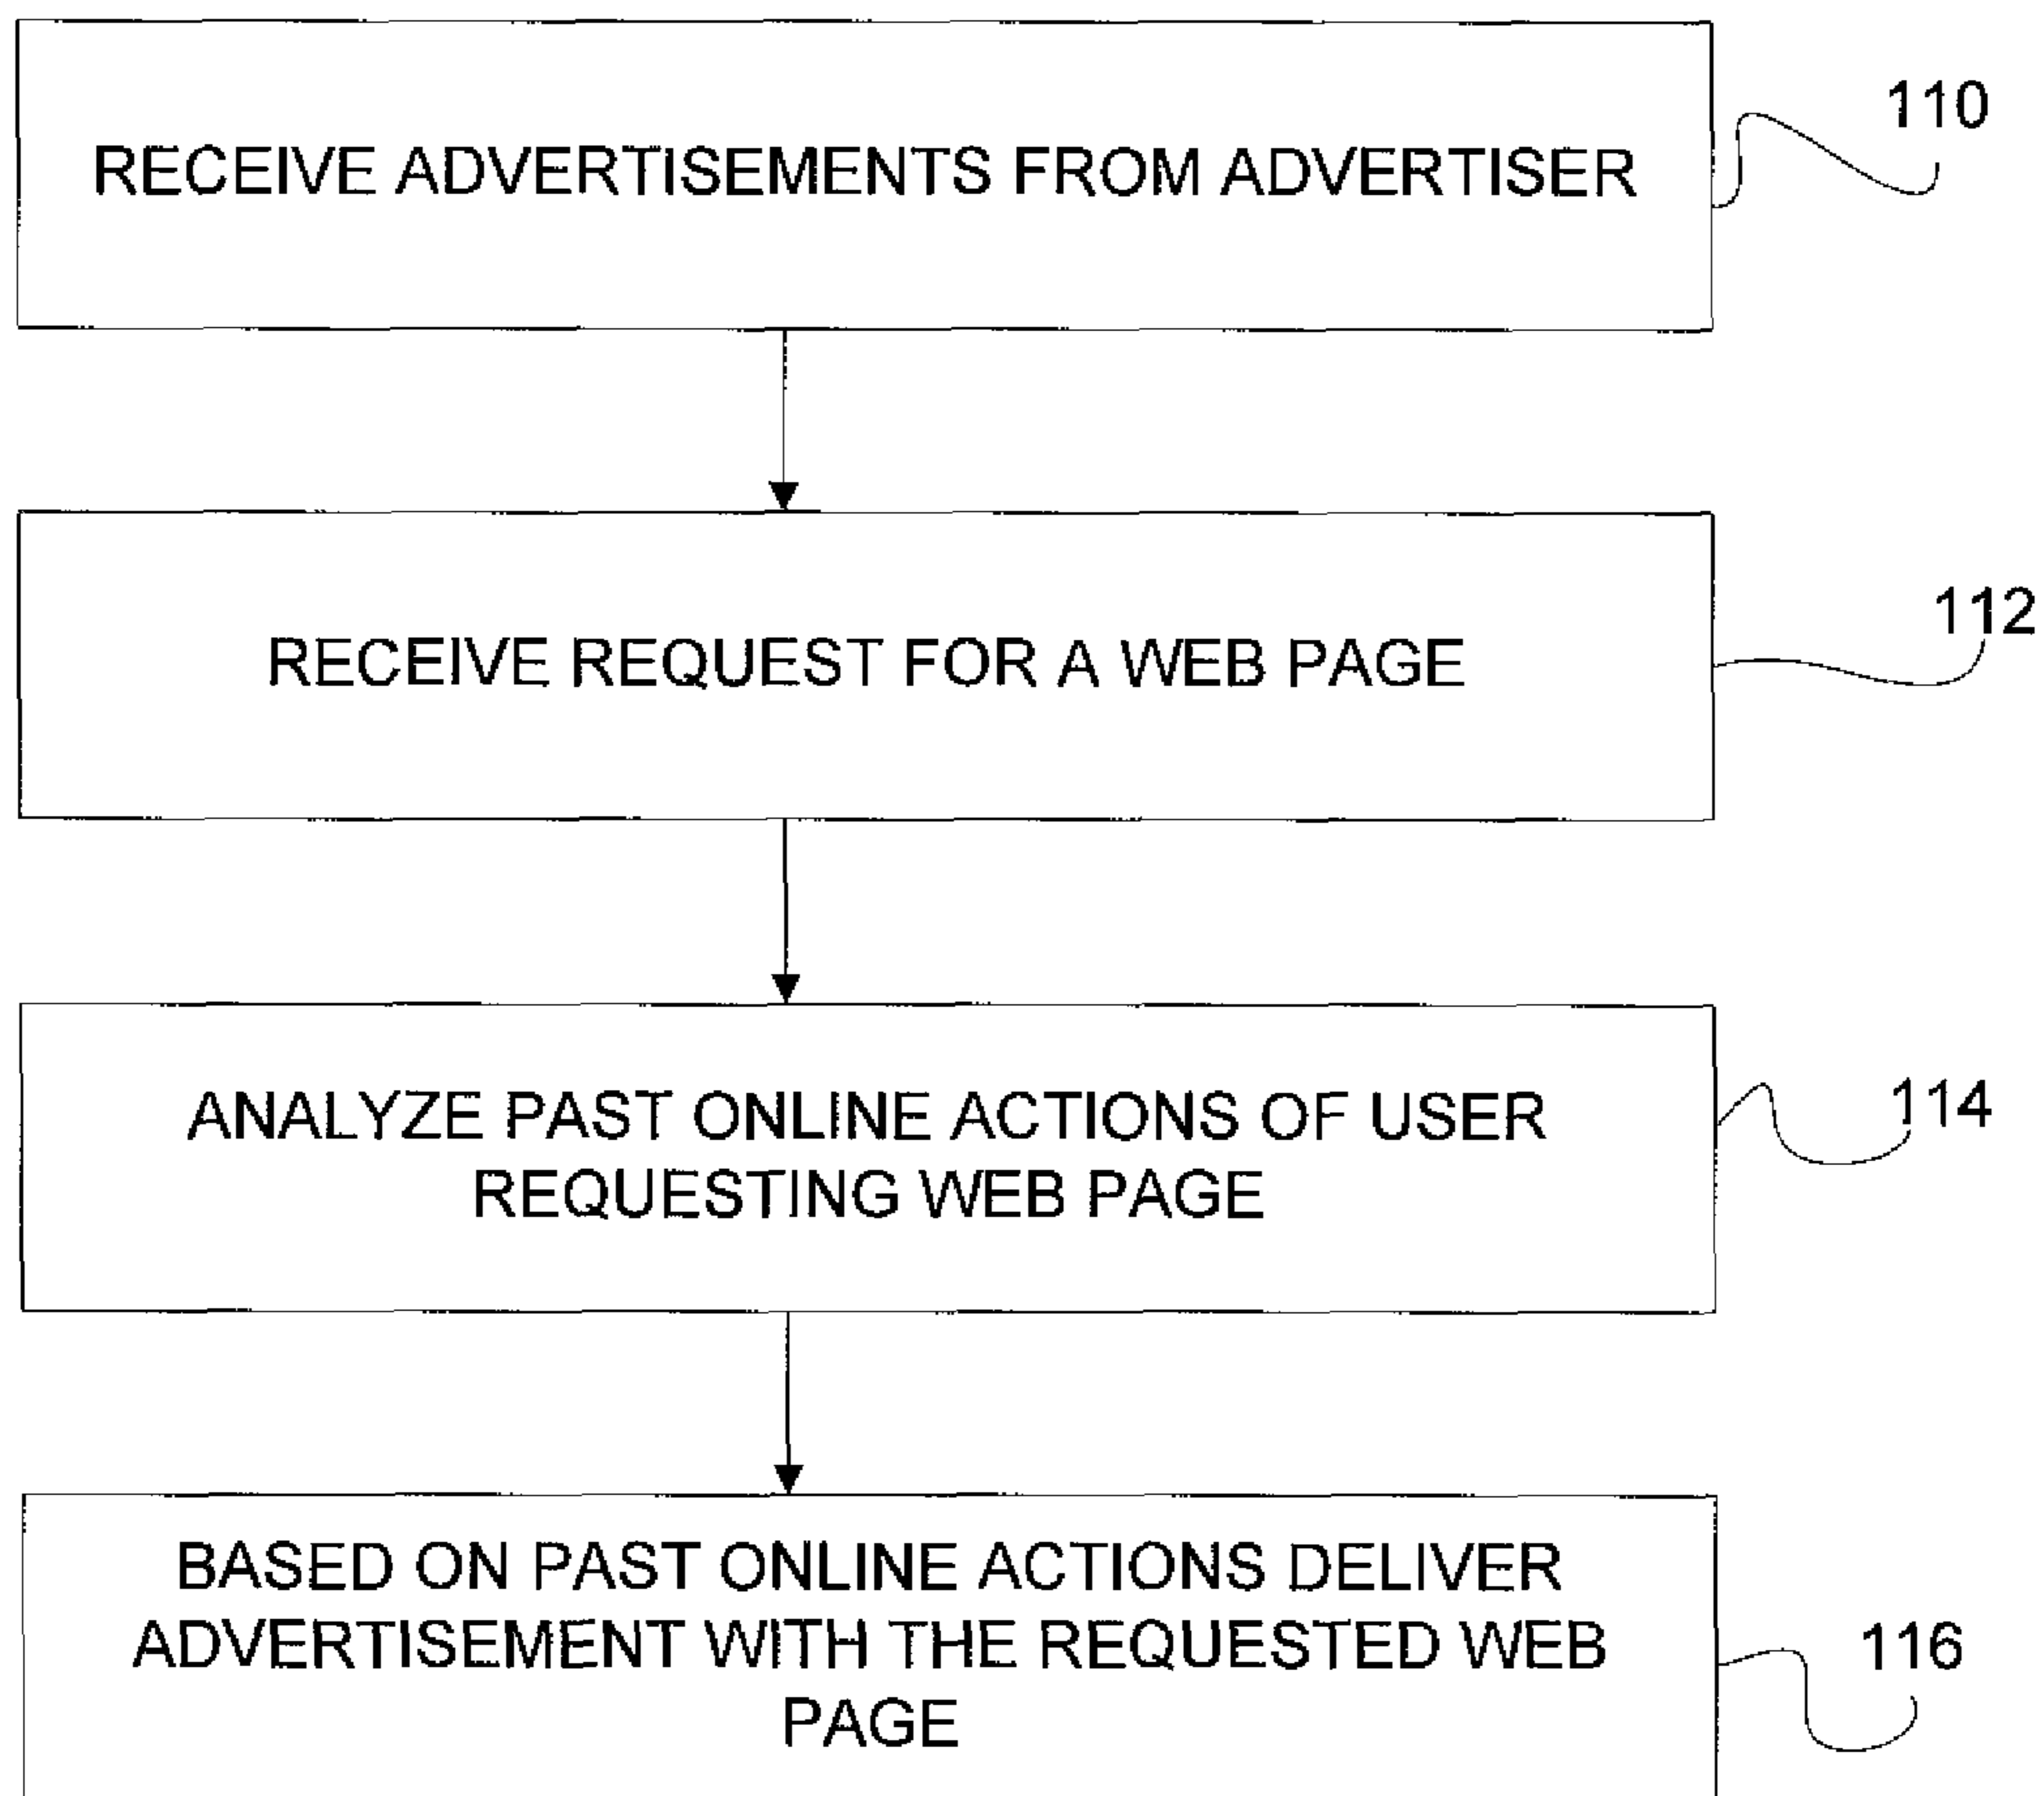 RECEIVE ADVERTISEMENTS FROM ADVERTISER
110
RECEIVE REQUEST FOR A WEB PAGE
112
ANALYZE PAST ONLINE ACTIONS OF USER
REQUESTING WEB PAGE
114
BASED ON PAST ONLINE ACTIONS DELIVER
ADVERTISEMENT WITH THE REQUESTED WEB
PAGE
116